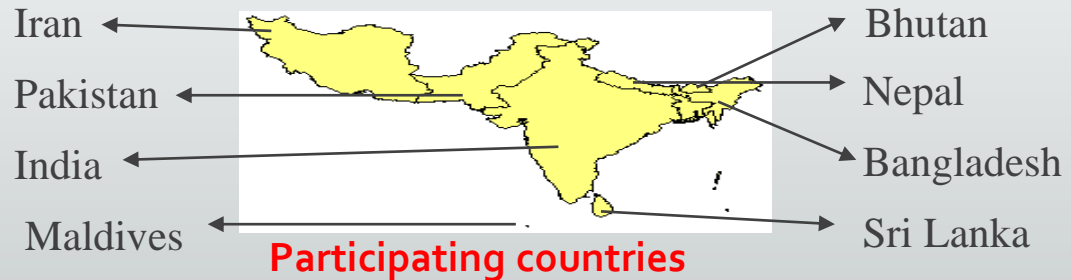 Iran
Bhutan
Pakistan
Nepal
India
Bangladesh
Maldives
Sri Lanka
Participating countries